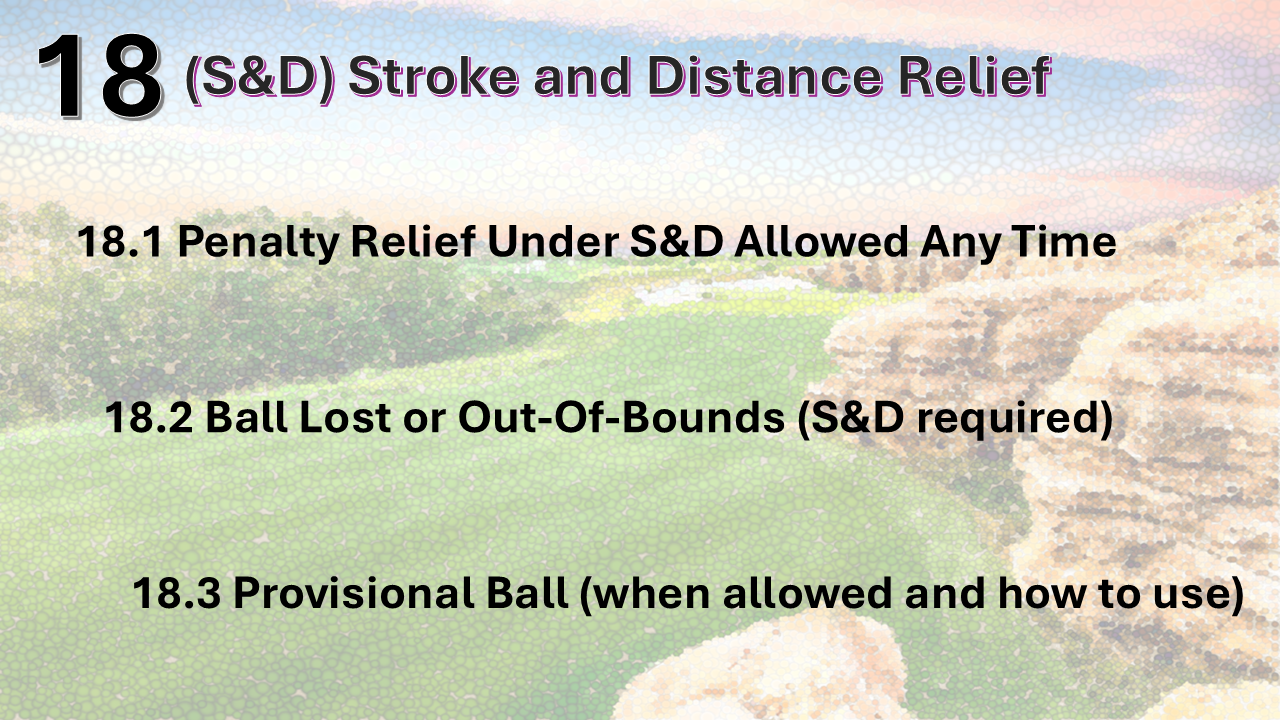 18 (S&D) Stroke and Distance Relief
18.1 Penalty Relief Under S&D Allowed Any Time
18.2 Ball Lost or Out-Of-Bounds (S&D required)
18.3 Provisional Ball (when allowed and how to use)